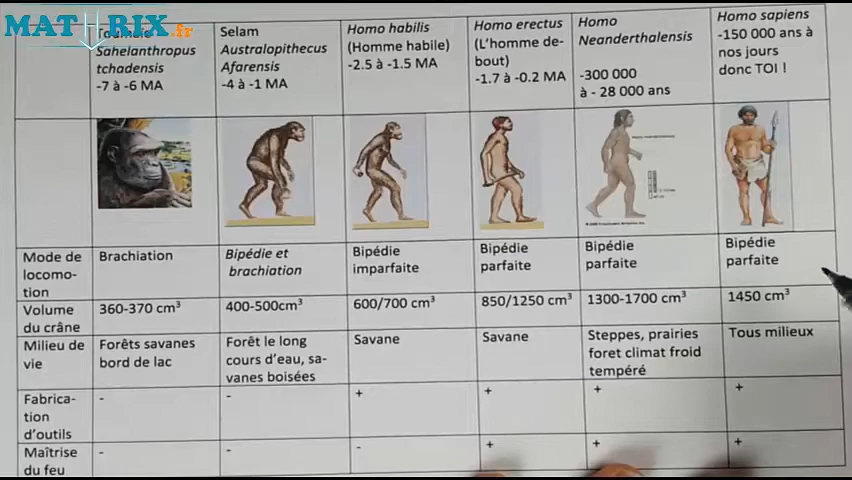 MATHRIX.fr
Sahelanthropus
tchadensis
-7 à -6 MA
Selam
Australopithecus
Afarensis
-4 à -1 MA
Homo habilis
(Homme habile)
-2.5 à -1.5 MA
Homo erectus
(L'homme de-
bout)
-1.7 à -0.2 MA
Homo
Neanderthalensis
-300 000
à - 28 000 ans
Homo sapiens
-150 000 ans à
nos jours
donc TOI !
Mode de
locomo-
tion
Brachiation
Bipédie et
brachiation
Bipédie
imparfaite
Bipédie
parfaite
Bipédie
parfaite
Bipédie
parfaite
Volume
du crâne
360-370 cm³
400-500cm³
600/700 cm³
850/1250 cm³
1300-1700 cm³
1450 cm³
Milieu de
vie
Forêts savanes
bord de lac
Forêt le long
cours d'eau, sa-
vanes boisées
Savane
Savane
Steppes, prairies
foret climat froid
tempéré
Tous milieux
Fabrica-
tion
d'outils
-
-
+
+
+
+
Maîtrise
du feu
-
-
-
+
+
+